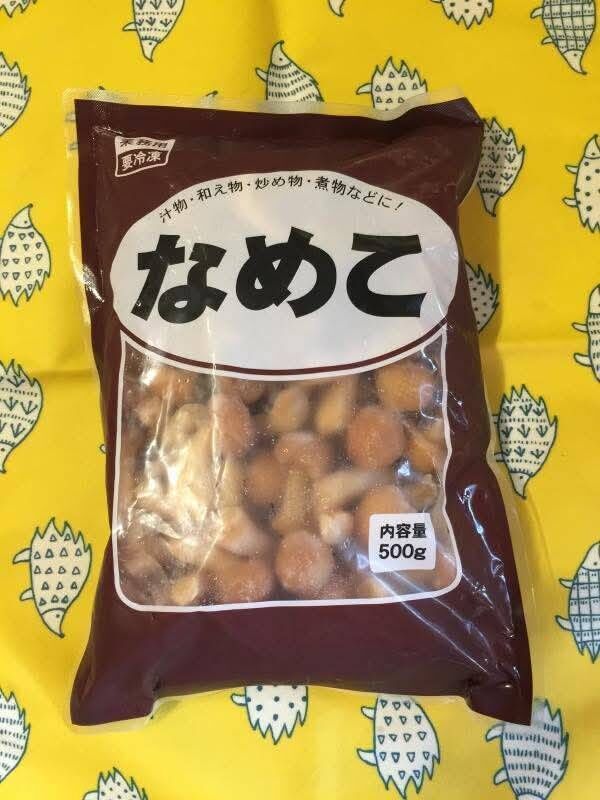 業務用
要冷凍
汁物・和え物・炒め物・煮物などに！
なめこ
内容量
500g